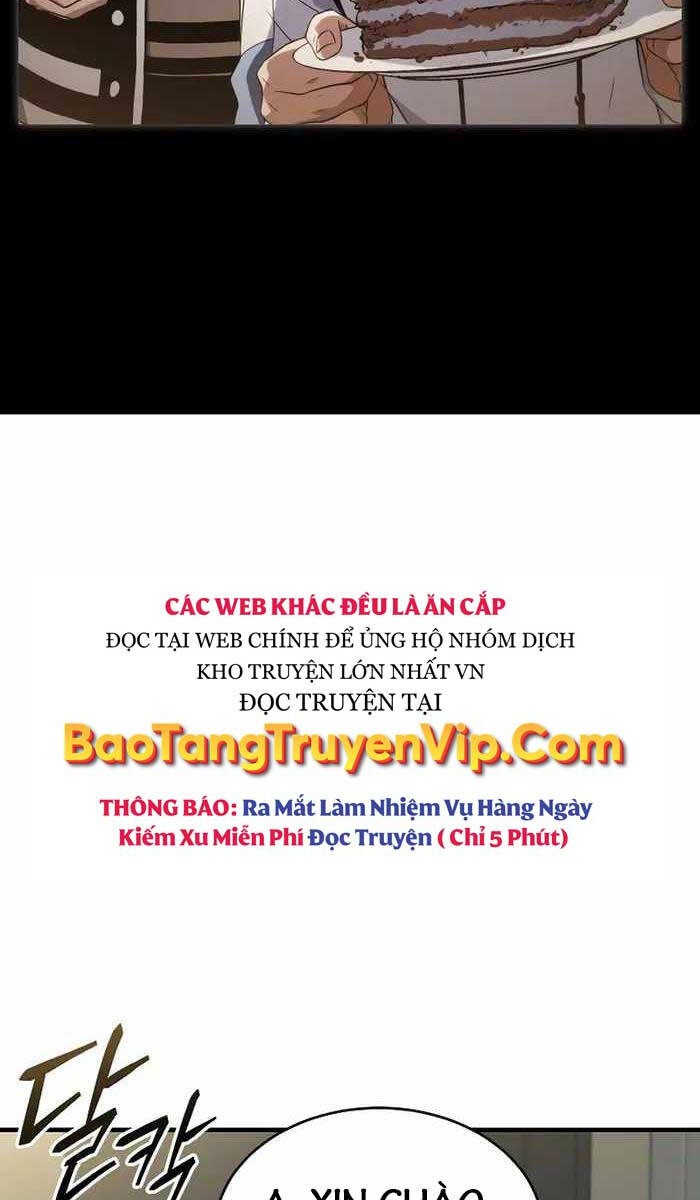 CÁC WEB KHÁC ĐỀU LÀ ĂN CẮP
ĐỌC TẠI WEB CHÍNH ĐỂ ỦNG HỘ NHÓM DỊCH
KHO TRUYỆN LỚN NHẤT VN
ĐỌC TRUYỆN TẠI
BaoTangTruyenVip.Com
THÔNG BÁO: Ra Mắt Làm Nhiệm Vụ Hàng Ngày
Kiếm Xu Miễn Phí Đọc Truyện ( Chỉ 5 Phút)
달칵
A, XIN CHÀO